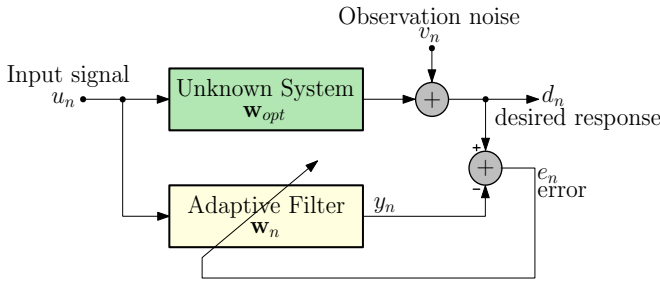 Observation noise
v_n
Input signal
u_n
Unknown System
w_opt
+
d_n
desired response
+
+
-
e_n
error
Adaptive Filter
w_n
y_n